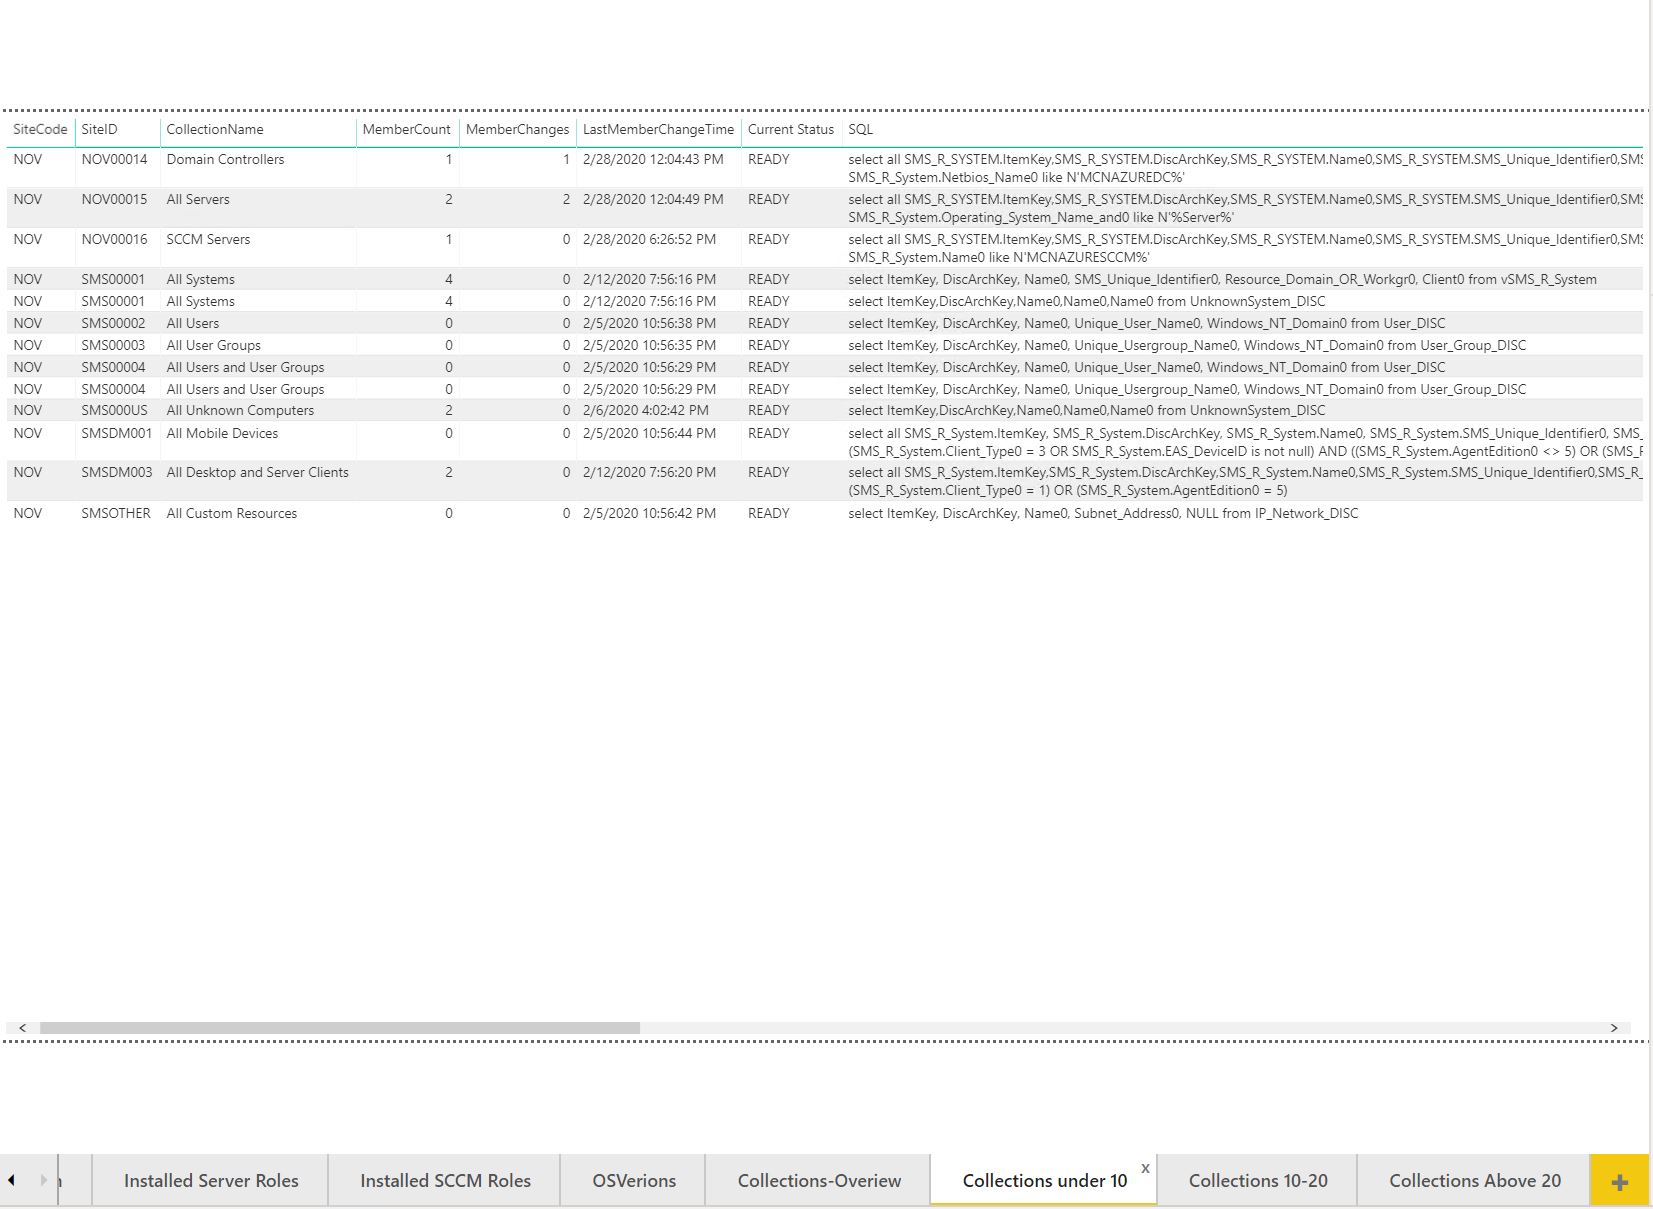 SiteCode SiteID CollectionName MemberCount MemberChanges LastMemberChangeTime Current Status SQL
NOV NOV00014 Domain Controllers 1 1 2/28/2020 12:04:43 PM READY select all SMS_R_SYSTEM.ItemKey,SMS_R_SYSTEM.DiscArchKey,SMS_R_SYSTEM.Name0,SMS_R_SYSTEM.SMS_Unique_Identifier0,SMS
SMS_R_System.Netbios_Name0 like N'MCNAZUREDC%'
NOV NOV00015 All Servers 2 2 2/28/2020 12:04:49 PM READY select all SMS_R_SYSTEM.ItemKey,SMS_R_SYSTEM.DiscArchKey,SMS_R_SYSTEM.Name0,SMS_R_SYSTEM.SMS_Unique_Identifier0,SMS
SMS_R_System.Operating_System_Name_and0 like N'%Server%'
NOV NOV00016 SCCM Servers 1 0 2/28/2020 6:26:52 PM READY select all SMS_R_SYSTEM.ItemKey,SMS_R_SYSTEM.DiscArchKey,SMS_R_SYSTEM.Name0,SMS_R_SYSTEM.SMS_Unique_Identifier0,SMS
SMS_R_System.Name0 like N'MCNAZURESCCM%'
NOV SMS00001 All Systems 4 0 2/12/2020 7:56:16 PM READY select ItemKey, DiscArchKey, Name0, SMS_Unique_Identifier0, Resource_Domain_OR_Workgr0, Client0 from vSMS_R_System
NOV SMS00001 All Systems 4 0 2/12/2020 7:56:16 PM READY select ItemKey,DiscArchKey,Name0,Name0,Name0 from UnknownSystem_DISC
NOV SMS00002 All Users 0 0 2/5/2020 10:56:38 PM READY select ItemKey, DiscArchKey, Name0, Unique_User_Name0, Windows_NT_Domain0 from User_DISC
NOV SMS00003 All User Groups 0 0 2/5/2020 10:56:35 PM READY select ItemKey, DiscArchKey, Name0, Unique_Usergroup_Name0, Windows_NT_Domain0 from User_Group_DISC
NOV SMS00004 All Users and User Groups 0 0 2/5/2020 10:56:29 PM READY select ItemKey, DiscArchKey, Name0, Unique_User_Name0, Windows_NT_Domain0 from User_DISC
NOV SMS00004 All Users and User Groups 0 0 2/5/2020 10:56:29 PM READY select ItemKey, DiscArchKey, Name0, Unique_Usergroup_Name0, Windows_NT_Domain0 from User_Group_DISC
NOV SMS000US All Unknown Computers 2 0 2/6/2020 4:02:42 PM READY select ItemKey,DiscArchKey,Name0,Name0,Name0 from UnknownSystem_DISC
NOV SMSDM001 All Mobile Devices 0 0 2/5/2020 10:56:44 PM READY select all SMS_R_System.ItemKey, SMS_R_System.DiscArchKey, SMS_R_System.Name0, SMS_R_System.SMS_Unique_Identifier0, SMS_
(SMS_R_System.Client_Type0 = 3 OR SMS_R_System.EAS_DeviceID is not null) AND ((SMS_R_System.AgentEdition0 <> 5) OR (SMS_
NOV SMSDM003 All Desktop and Server Clients 2 0 2/12/2020 7:56:20 PM READY select all SMS_R_System.ItemKey,SMS_R_System.DiscArchKey,SMS_R_System.Name0,SMS_R_System.SMS_Unique_Identifier0,SMS_R_
(SMS_R_System.Client_Type0 = 1) OR (SMS_R_System.AgentEdition0 = 5)
NOV SMSOTHER All Custom Resources 0 0 2/5/2020 10:56:42 PM READY select ItemKey, DiscArchKey, Name0, Subnet_Address0, NULL from IP_Network_DISC
Installed Server Roles Installed SCCM Roles OSVerions Collections-Overiew Collections under 10 x Collections 10-20 Collections Above 20 +